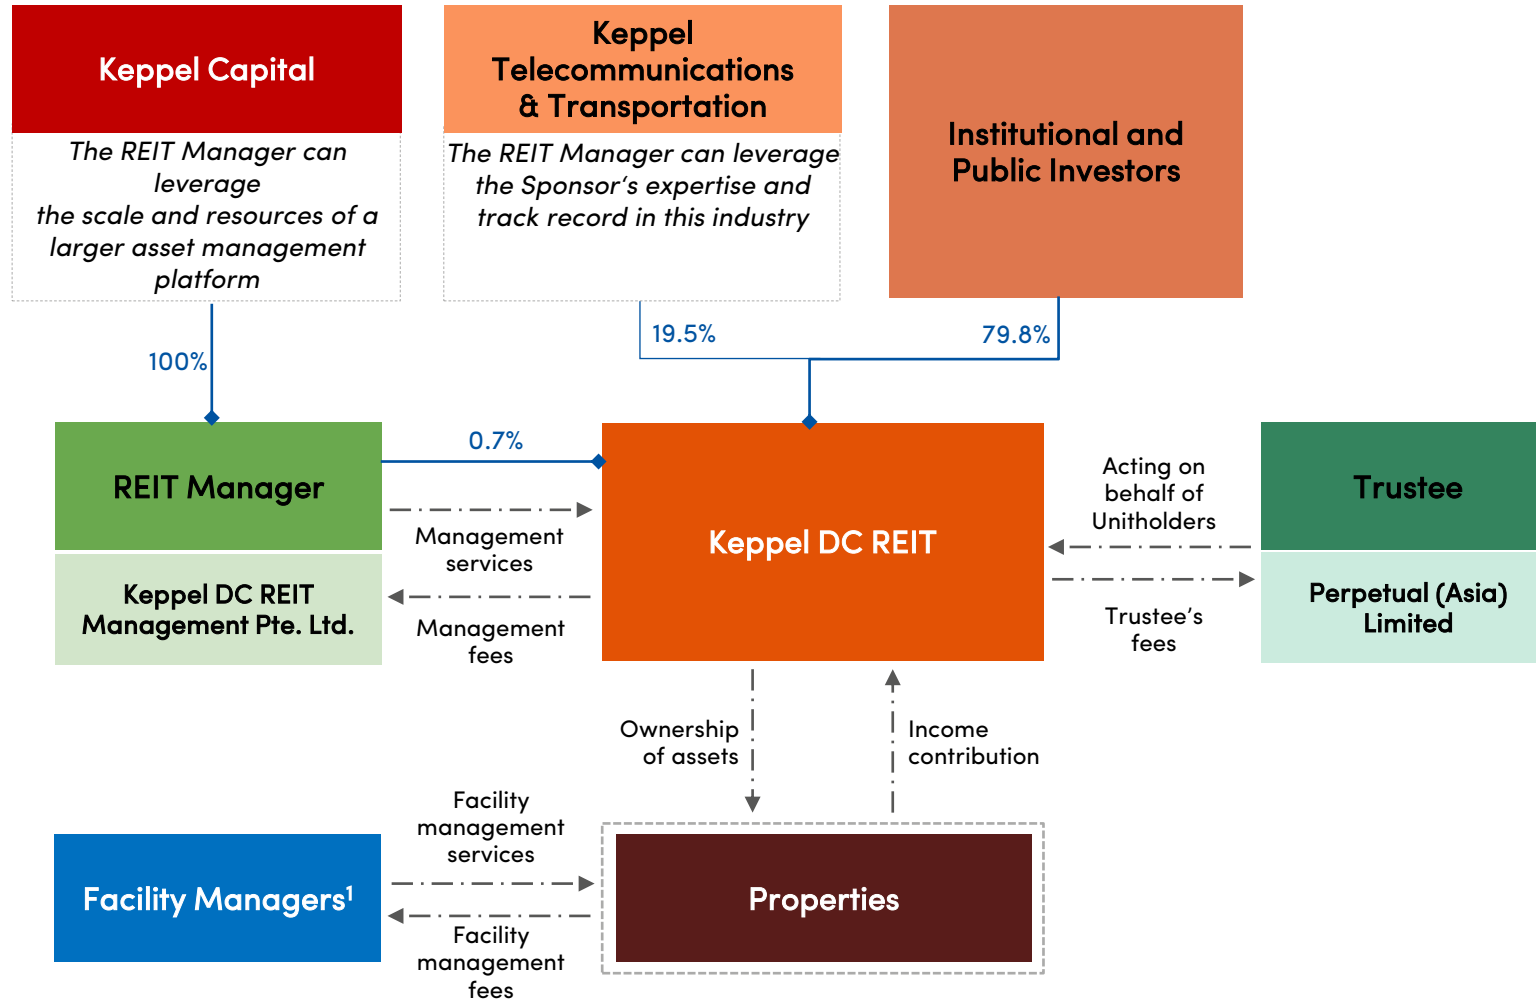 Keppel Capital
The REIT Manager can
leverage
the scale and resources of a
larger asset management
platform
Keppel
Telecommunications
& Transportation
The REIT Manager can leverage
the Sponsor‘s expertise and
track record in this industry
Institutional and
Public Investors
100%
19.5%
79.8%
REIT Manager
Keppel DC REIT
Management Pte. Ltd.
0.7%
Management
services
Management
fees
Keppel DC REIT
Acting on
behalf of
Unitholders
Trustee’s
fees
Trustee
Perpetual (Asia)
Limited
Ownership
of assets
Income
contribution
Facility Managers¹
Facility
management
services
Facility
management
fees
Properties